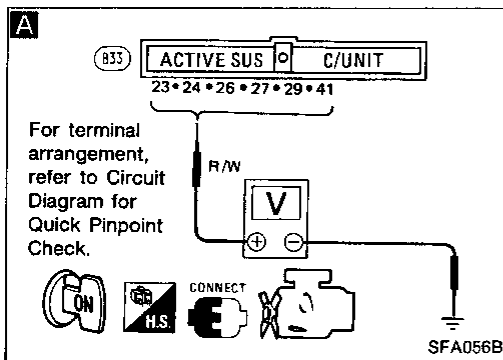 A
B33
ACTIVE SUS C/UNIT
23•24•26•27•29•41
For terminal
arrangement,
refer to Circuit
Diagram for
Quick Pinpoint
Check.
R/W
V
⊕ ⊖
ON
H.S.
CONNECT
SFA056B